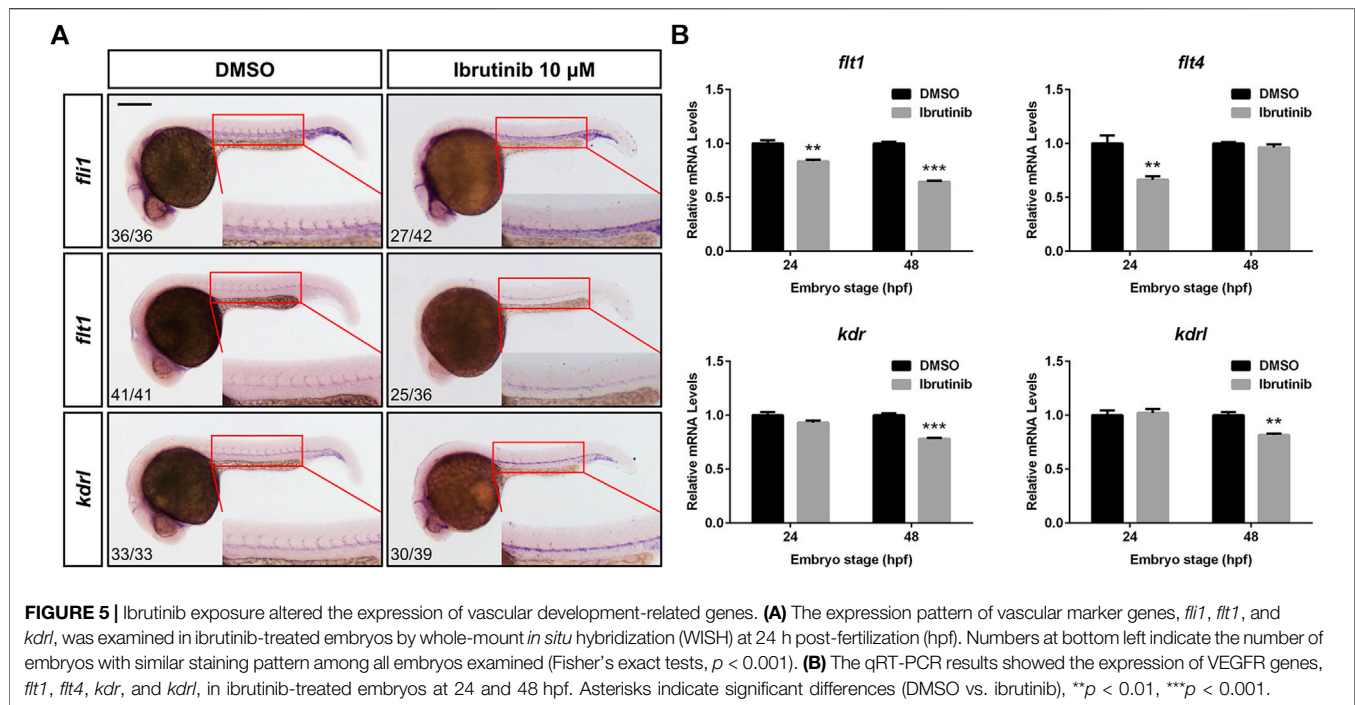 A
DMSO
Ibrutinib 10 μM
fli1
36/36
27/42
flt1
41/41
25/36
kdrl
33/33
30/39
B
flt1
DMSO
Ibrutinib
Relative mRNA Levels
1.5
1.0
0.5
0.0
**
***
24
48
Embryo stage (hpf)
flt4
DMSO
Ibrutinib
Relative mRNA Levels
1.5
1.0
0.5
0.0
**
24
48
Embryo stage (hpf)
kdr
DMSO
Ibrutinib
Relative mRNA Levels
1.5
1.0
0.5
0.0
***
24
48
Embryo stage (hpf)
kdrl
DMSO
Ibrutinib
Relative mRNA Levels
1.5
1.0
0.5
0.0
**
24
48
Embryo stage (hpf)
FIGURE 5 | Ibrutinib exposure altered the expression of vascular development-related genes. (A) The expression pattern of vascular marker genes, fli1, flt1, and
kdrl, was examined in ibrutinib-treated embryos by whole-mount in situ hybridization (WISH) at 24 h post-fertilization (hpf). Numbers at bottom left indicate the number of
embryos with similar staining pattern among all embryos examined (Fisher's exact tests, p < 0.001). (B) The qRT-PCR results showed the expression of VEGFR genes,
flt1, flt4, kdr, and kdrl, in ibrutinib-treated embryos at 24 and 48 hpf. Asterisks indicate significant differences (DMSO vs. ibrutinib), **p < 0.01, ***p < 0.001.